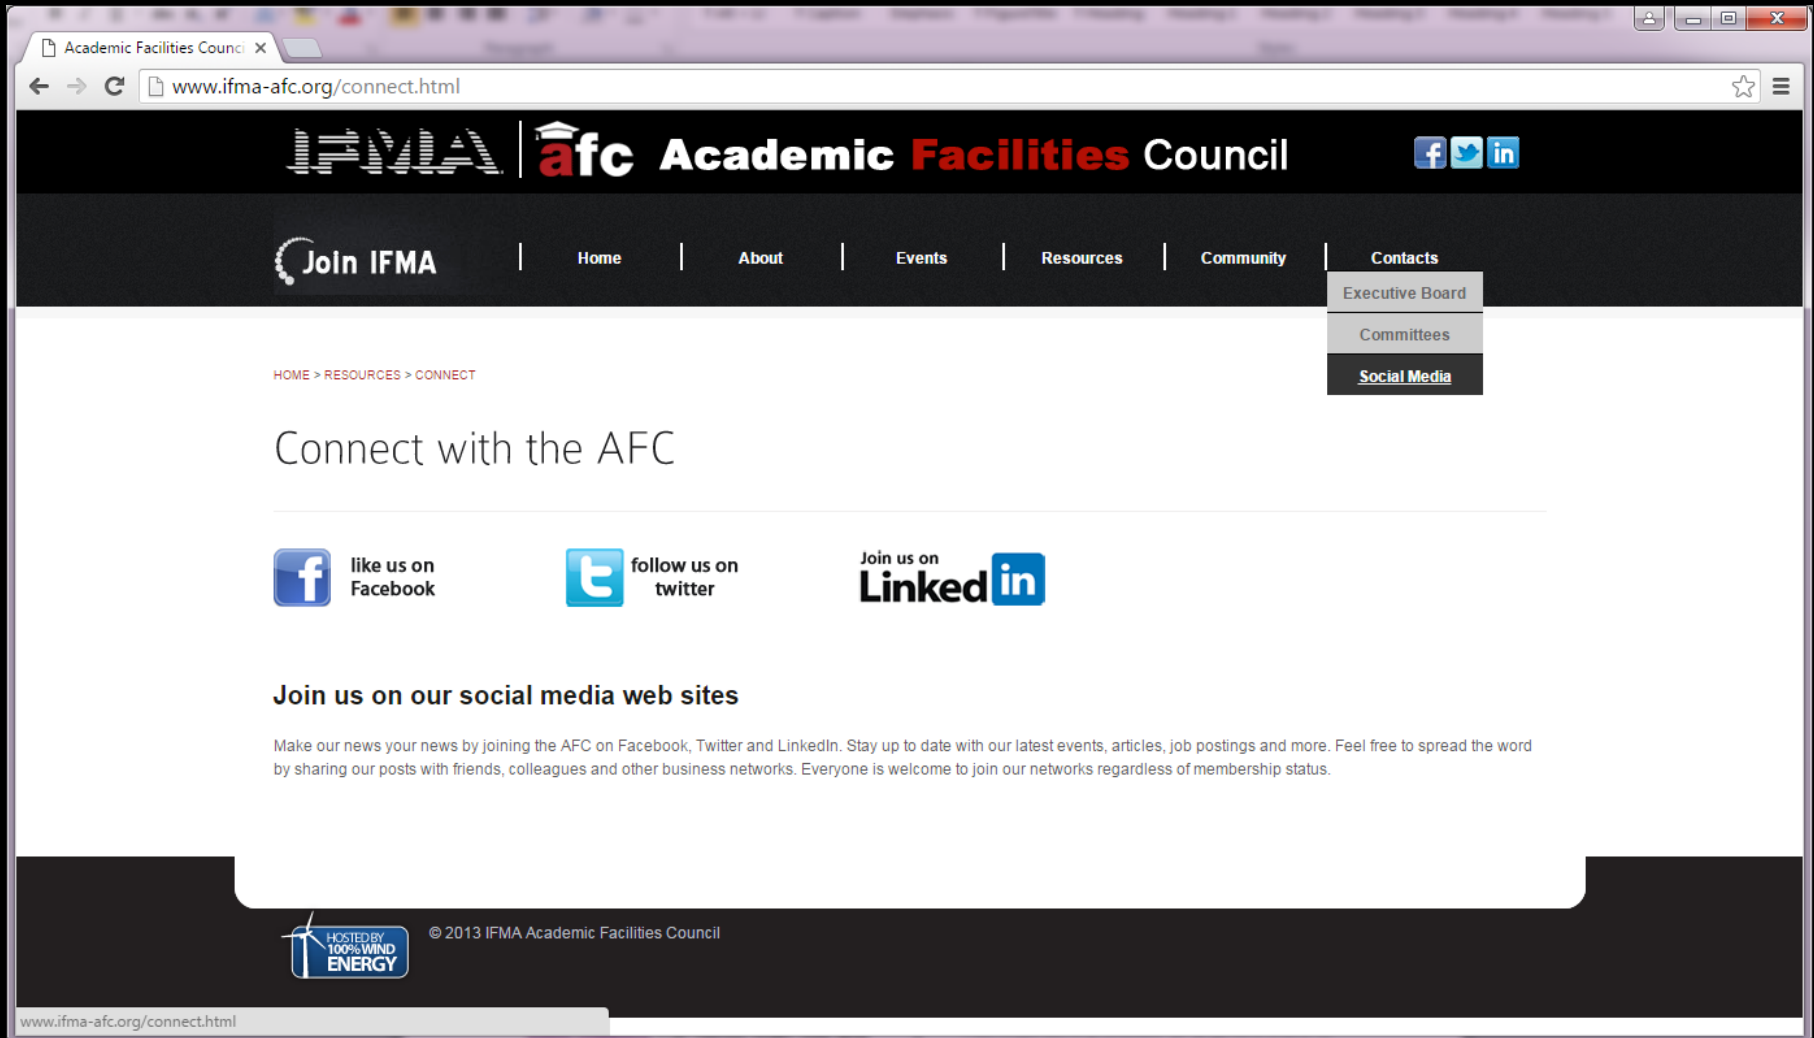 Academic Facilities Counci
www.ifma-afc.org/connect.html
IFMA afc Academic Facilities Council
Join IFMA
Home
About
Events
Resources
Community
Contacts
Executive Board
Committees
Social Media
HOME > RESOURCES > CONNECT
Connect with the AFC
like us on
Facebook
follow us on
twitter
Join us on
Linked in
Join us on our social media web sites
Make our news your news by joining the AFC on Facebook, Twitter and LinkedIn. Stay up to date with our latest events, articles, job postings and more. Feel free to spread the word
by sharing our posts with friends, colleagues and other business networks. Everyone is welcome to join our networks regardless of membership status.
HOSTED BY
100% WIND
ENERGY
© 2013 IFMA Academic Facilities Council
www.ifma-afc.org/connect.html